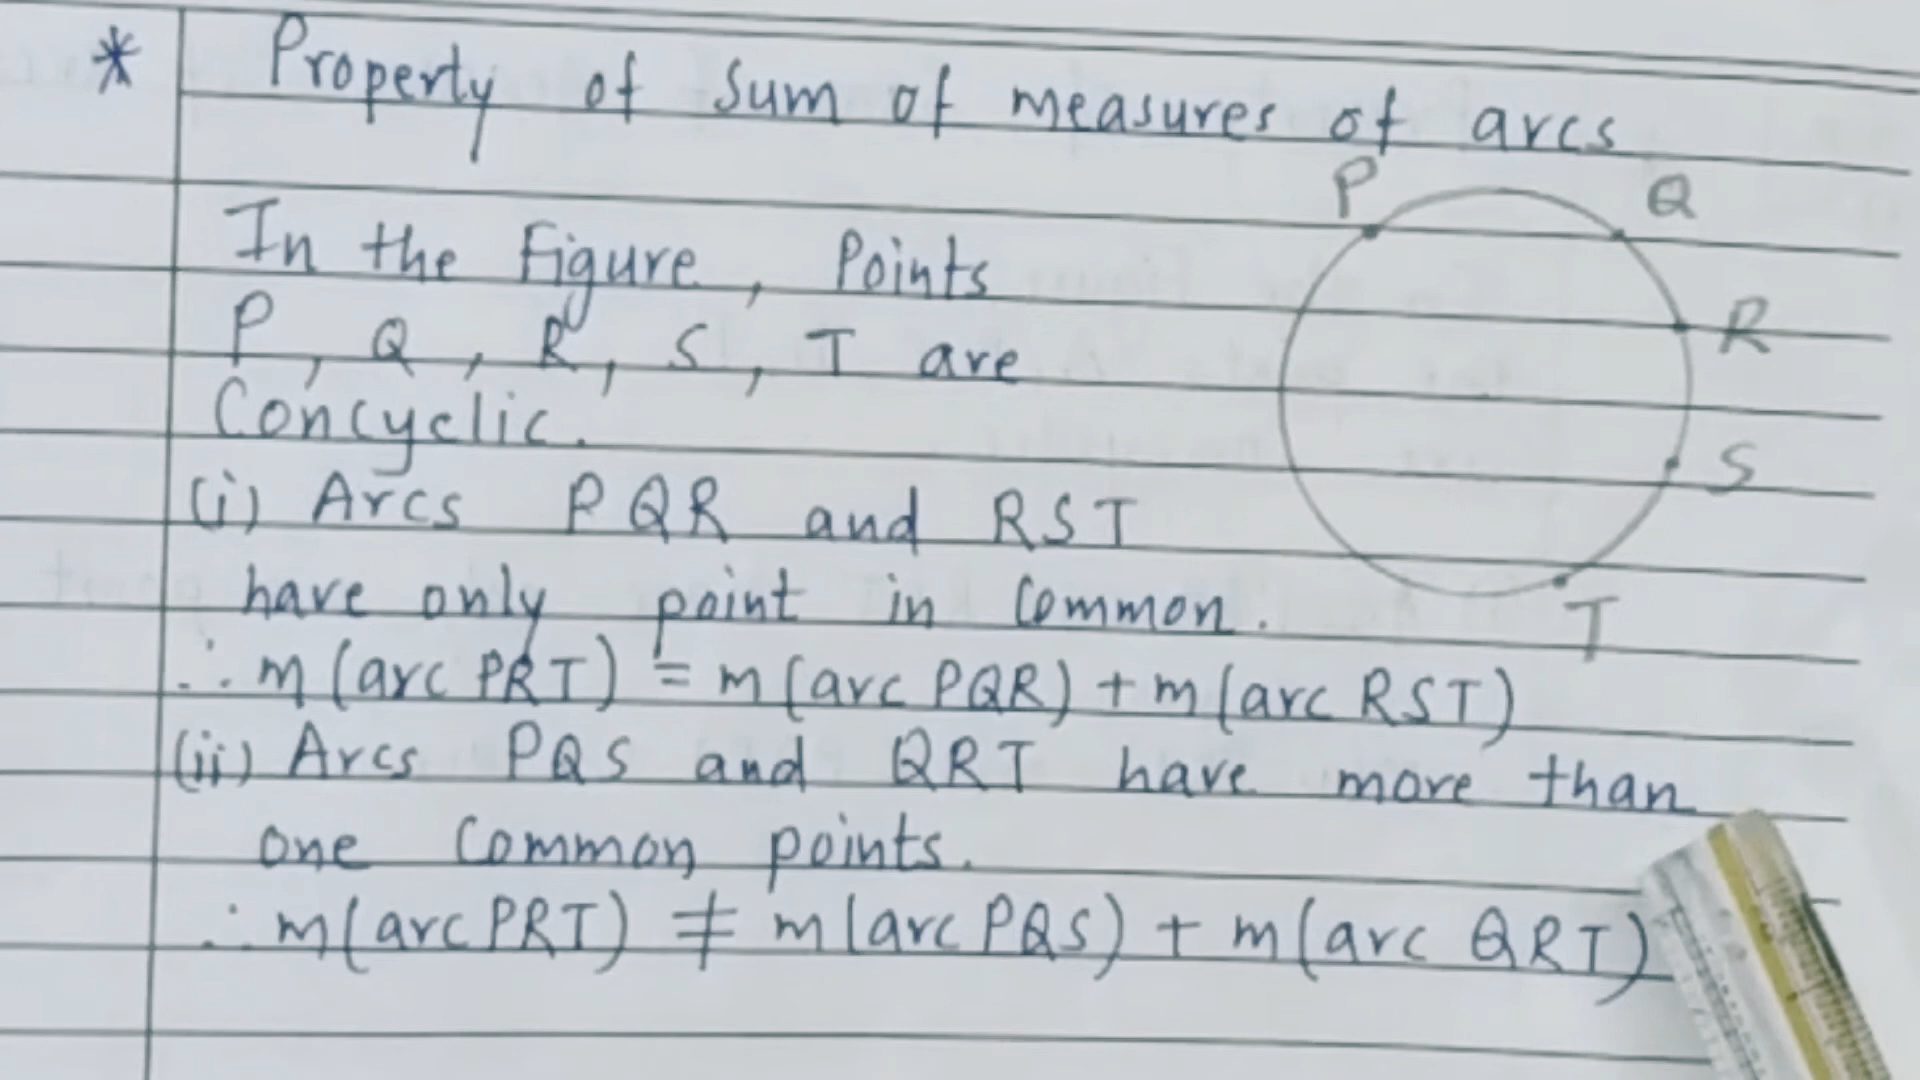 * Property of sum of measures of arcs
In the Figure, Points
P, Q, R, S, T are
Concyclic.
(i) Arcs PQR and RST
have only point in common.
∴ m(arc PRT) = m(arc PQR) + m(arc RST)
(ii) Arcs PQS and QRT have more than
one common points.
∴ m(arc PRT) ≠ m(arc PQS) + m(arc QRT)
P
Q
R
S
T